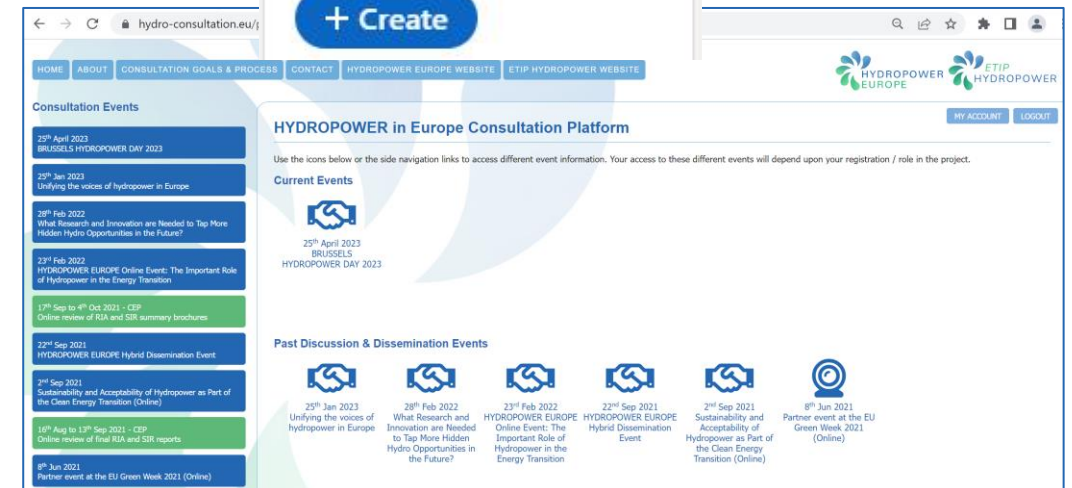 + Create
hydro-consultation.eu/
HOME ABOUT CONSULTATION GOALS & PROCESS CONTACT HYDROPOWER EUROPE WEBSITE ETIP HYDROPOWER WEBSITE
HYDROPOWER
EUROPE
ETIP
HYDROPOWER
MY ACCOUNT LOGOUT
Consultation Events
25th April 2023
BRUSSELS HYDROPOWER DAY 2023
25th Jan 2023
Unifying the voices of hydropower in Europe
28th Feb 2022
What Research and Innovation are Needed to Tap More
Hidden Hydro Opportunities in the Future?
23rd Feb 2022
HYDROPOWER EUROPE Online Event: The Important Role
of Hydropower in the Energy Transition
17th Sep to 4th Oct 2021 - CEP
Online review of RIA and SIR summary brochures
22nd Sep 2021
HYDROPOWER EUROPE Hybrid Dissemination Event
2nd Sep 2021
Sustainability and Acceptability of Hydropower as Part of
the Clean Energy Transition (Online)
16th Aug to 13th Sep 2021 - CEP
Online review of final RIA and SIR reports
8th Jun 2021
Partner event at the EU Green Week 2021 (Online)
HYDROPOWER in Europe Consultation Platform
Use the icons below or the side navigation links to access different event information. Your access to these different events will depend upon your registration / role in the project.
Current Events
25th April 2023
BRUSSELS
HYDROPOWER DAY 2023
Past Discussion & Dissemination Events
25th Jan 2023
Unifying the voices of
hydropower in Europe
28th Feb 2022
What Research and
Innovation are Needed
to Tap More Hidden
Hydro Opportunities in
the Future?
23rd Feb 2022
HYDROPOWER EUROPE
Online Event: The
Important Role of
Hydropower in the
Energy Transition
22nd Sep 2021
HYDROPOWER EUROPE
Hybrid Dissemination
Event
2nd Sep 2021
Sustainability and
Acceptability of
Hydropower as Part of
the Clean Energy
Transition (Online)
8th Jun 2021
Partner event at the EU
Green Week 2021
(Online)